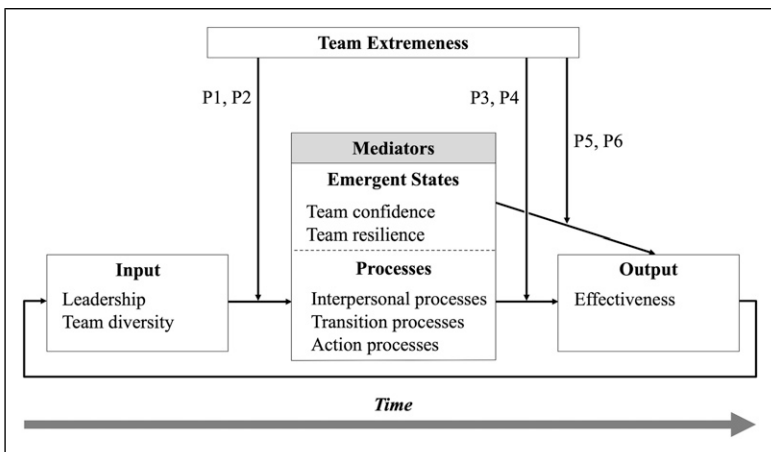 Team Extremeness
P1, P2
P3, P4
P5, P6
Mediators
Emergent States
Team confidence
Team resilience
Input
Leadership
Team diversity
Processes
Interpersonal processes
Transition processes
Action processes
Output
Effectiveness
Time